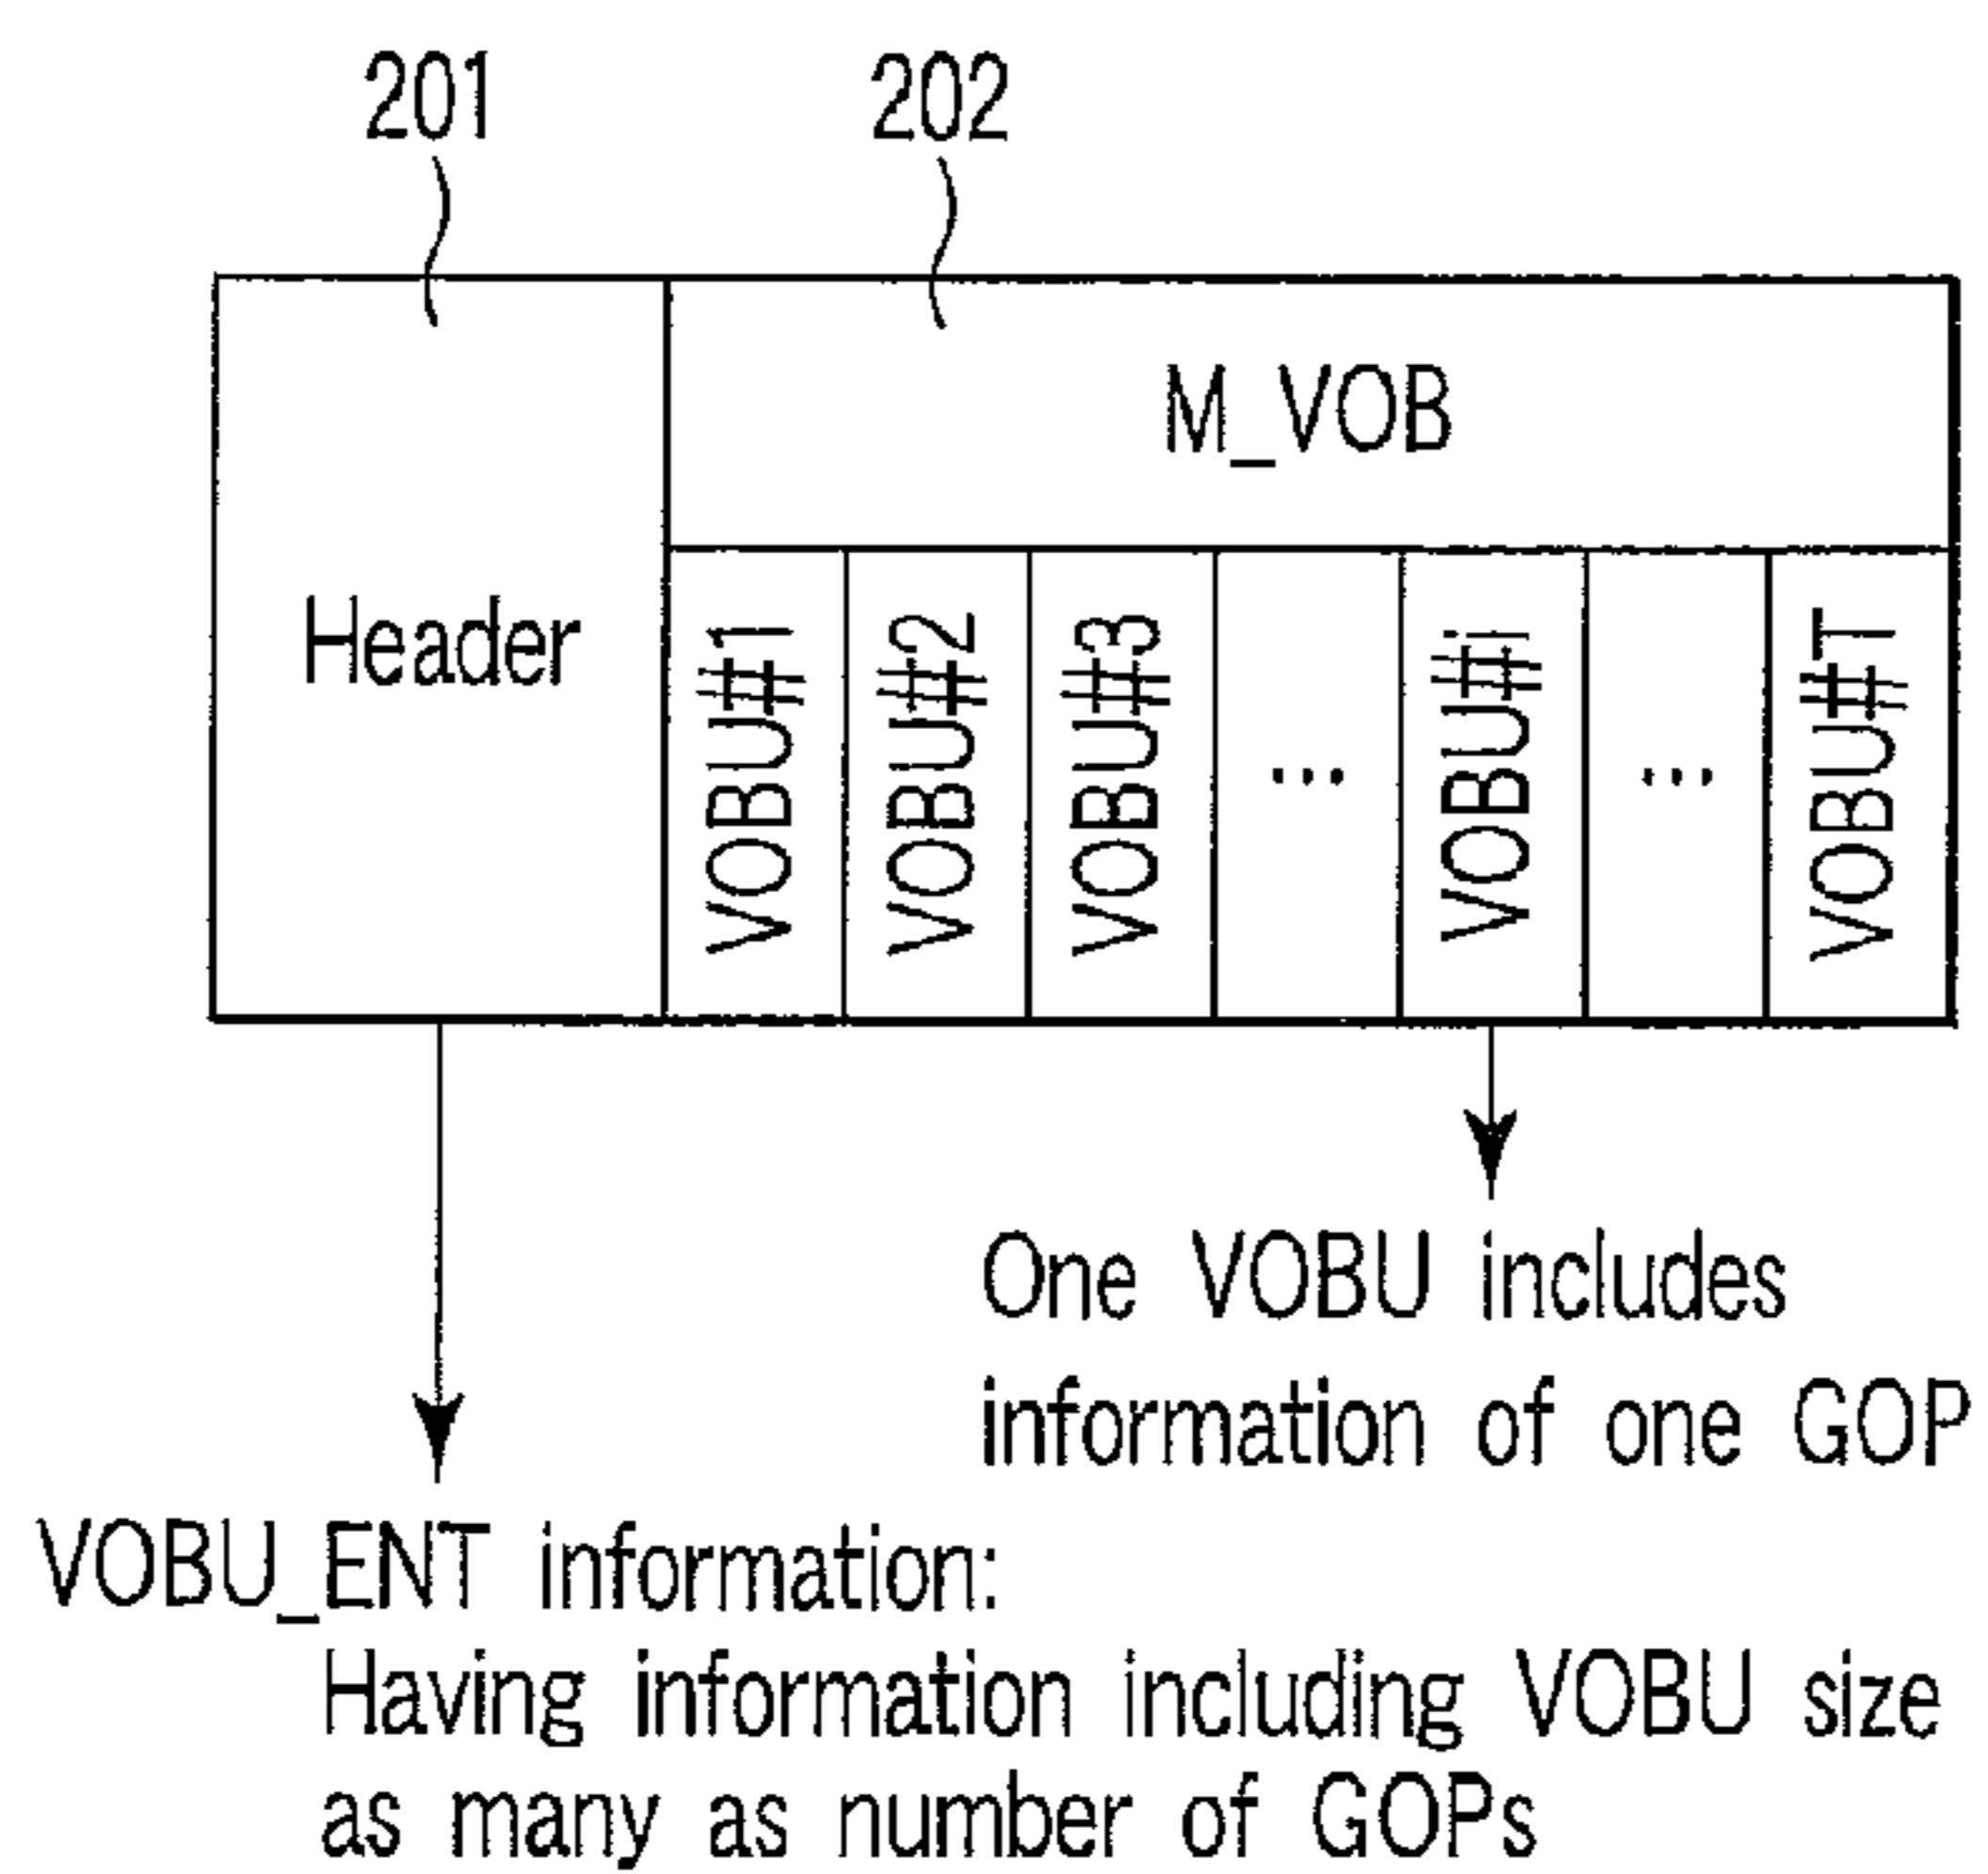 201
202
M_VOB
Header
VOBU#1
VOBU#2
VOBU#3
...
VOBU#i
...
VOBU#T
One VOBU includes
information of one GOP
VOBU_ENT information:
Having information including VOBU size
as many as number of GOPs